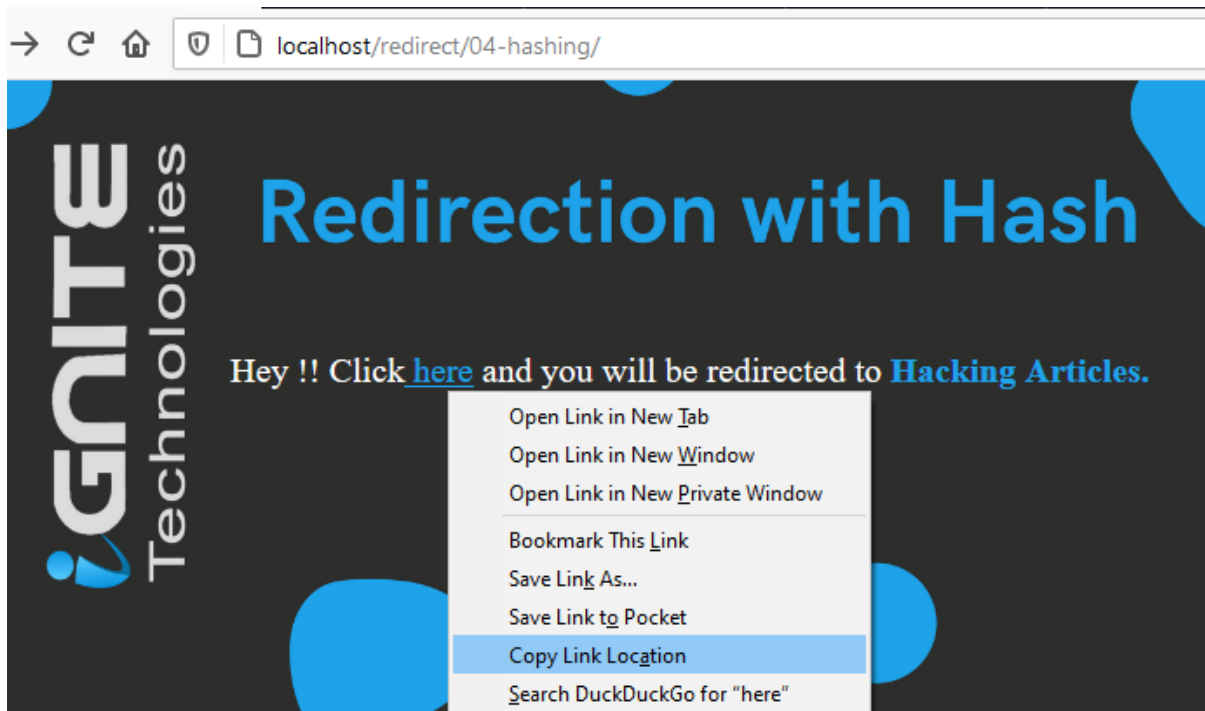 localhost/redirect/04-hashing/
iGNITE
Technologies
Redirection with Hash
Hey !! Click here and you will be redirected to Hacking Articles.
Open Link in New Tab
Open Link in New Window
Open Link in New Private Window
Bookmark This Link
Save Link As...
Save Link to Pocket
Copy Link Location
Search DuckDuckGo for “here”